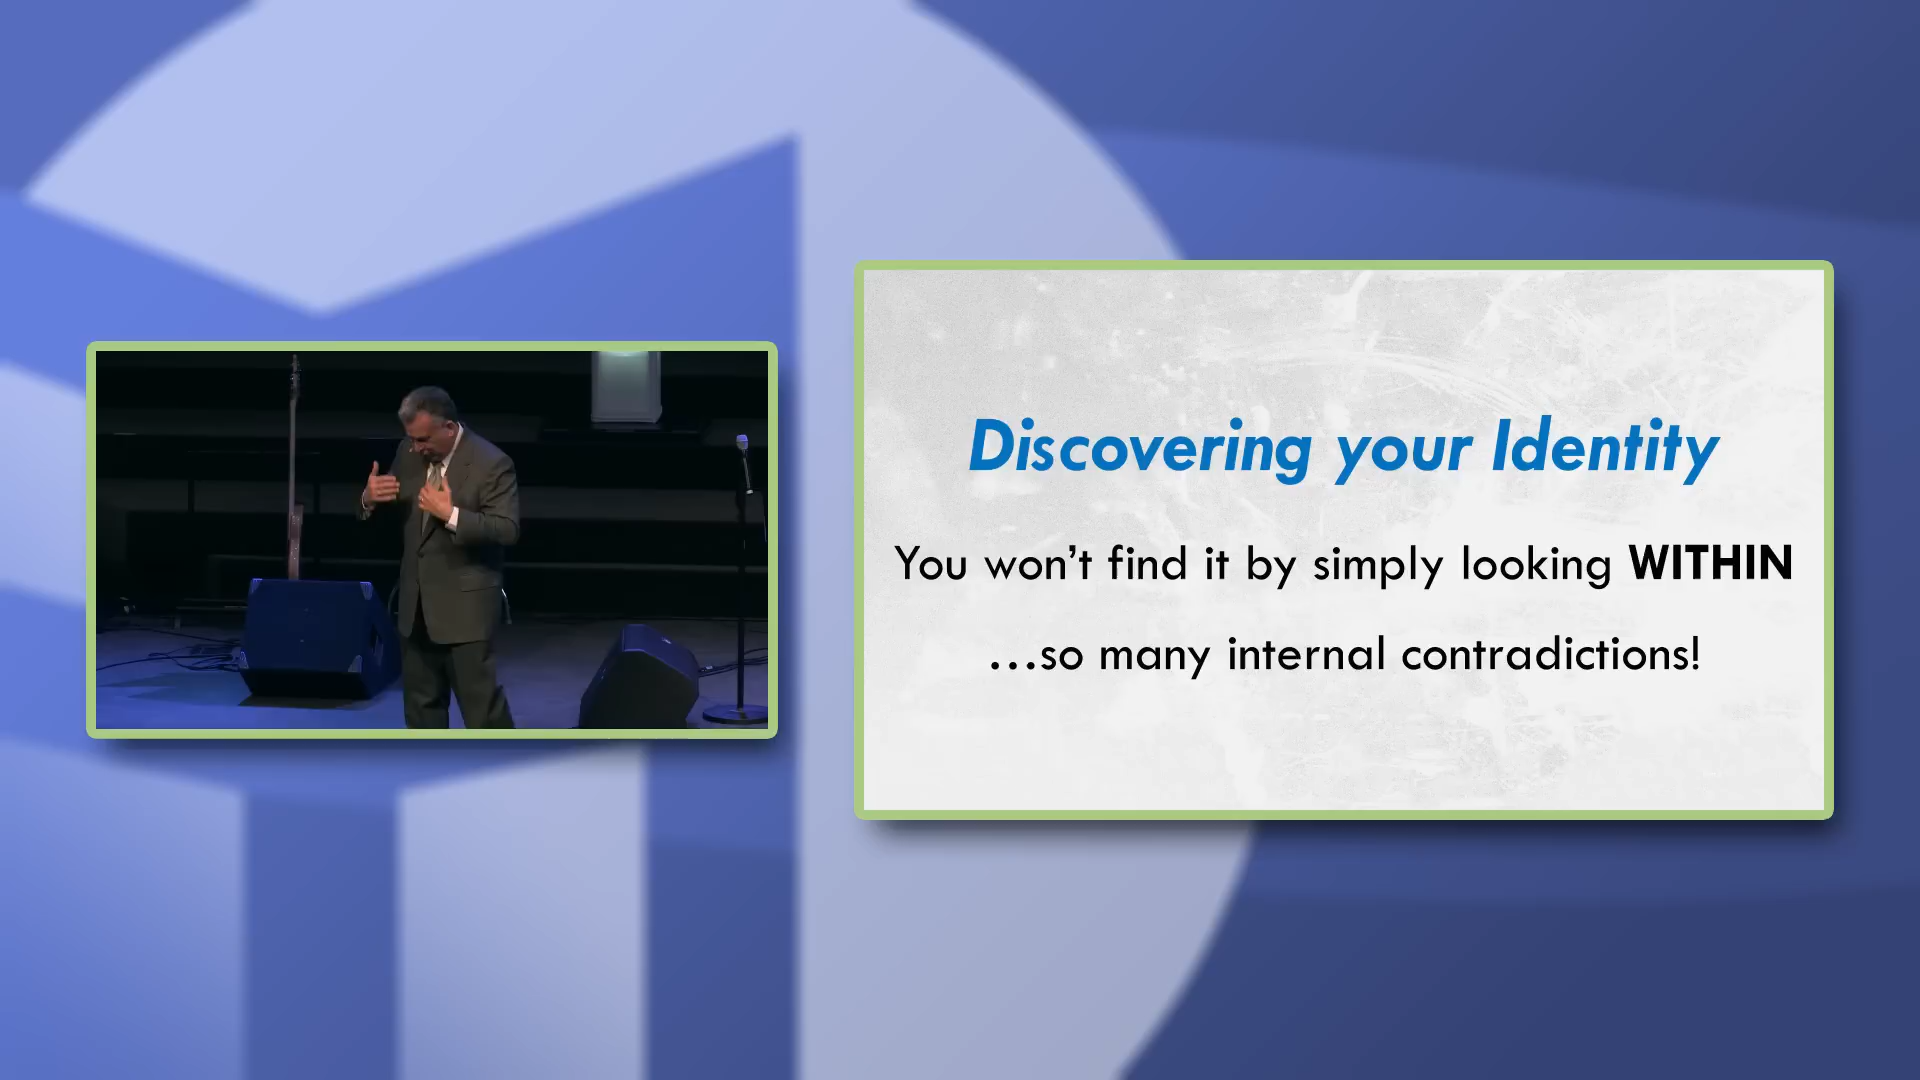 Discovering your Identity
You won’t find it by simply looking WITHIN
…so many internal contradictions!